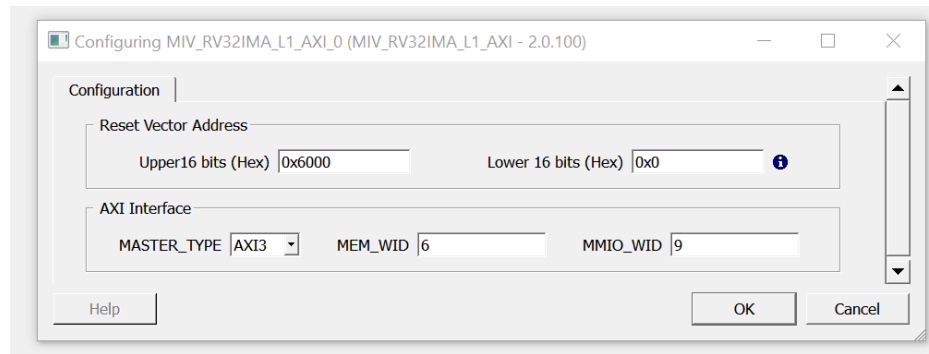 Configuring MIV_RV32IMA_L1_AXI_0 (MIV_RV32IMA_L1_AXI - 2.0.100)
Configuration
Reset Vector Address
Upper16 bits (Hex) 0x6000 Lower 16 bits (Hex) 0x0
AXI Interface
MASTER_TYPE AXI3 MEM_WID 6 MMIO_WID 9
Help OK Cancel